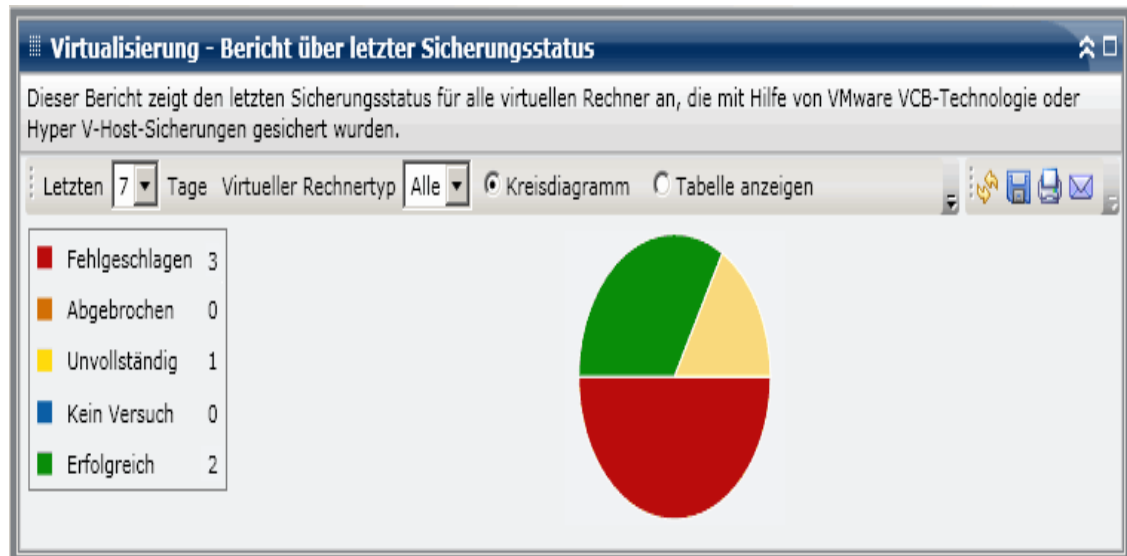 Virtualisierung - Bericht über letzter Sicherungsstatus
Dieser Bericht zeigt den letzten Sicherungsstatus für alle virtuellen Rechner an, die mit Hilfe von VMware VCB-Technologie oder
Hyper V-Host-Sicherungen gesichert wurden.
Letzten 7 Tage Virtueller Rechnertyp Alle Kreisdiagramm Tabelle anzeigen
Fehlgeschlagen 3
Abgebrochen 0
Unvollständig 1
Kein Versuch 0
Erfolgreich 2